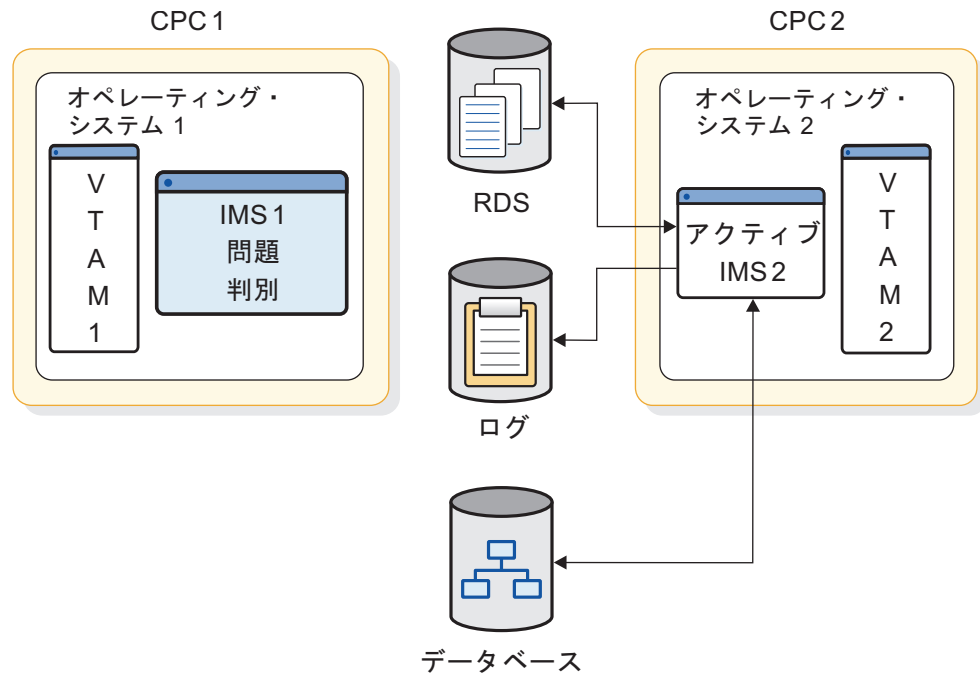 CPC 1
オペレーティング・
システム 1
V
T
A
M
1
IMS 1
問題
判別
RDS
ログ
データベース
CPC 2
オペレーティング・
システム 2
アクティブ
IMS 2
V
T
A
M
2